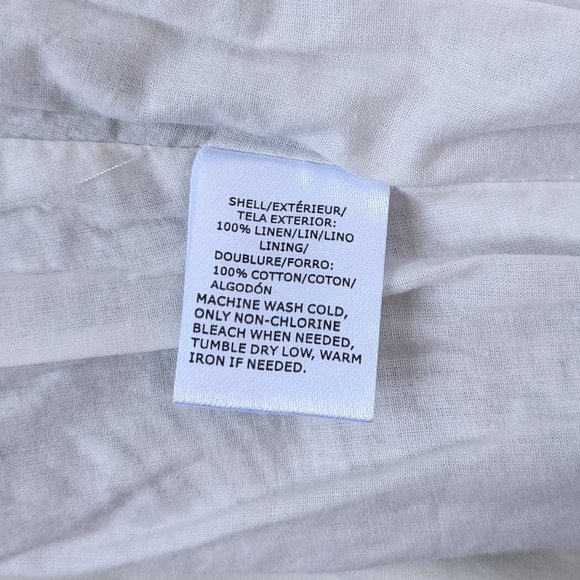 SHELL/EXTÉRIEUR/
TELA EXTERIOR:
100% LINEN/LIN/LINO
LINING/
DOUBLURE/FORRO:
100% COTTON/COTON/
ALGODÓN
MACHINE WASH COLD,
ONLY NON-CHLORINE
BLEACH WHEN NEEDED,
TUMBLE DRY LOW, WARM
IRON IF NEEDED.